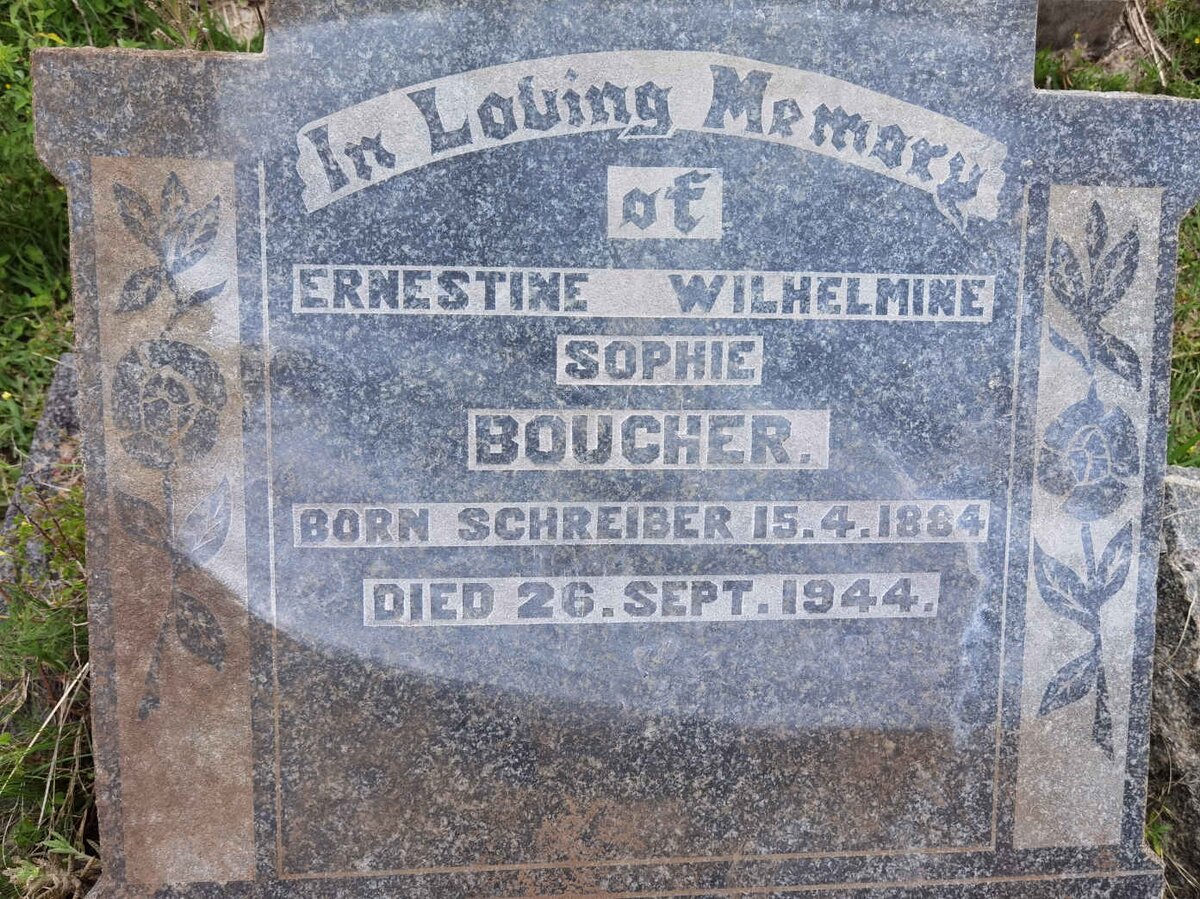 In Loving Memory
of
ERNESTINE WILHELMINE
SOPHIE
BOUCHER.
BORN SCHREIBER 15.4.1884
DIED 26.SEPT.1944.